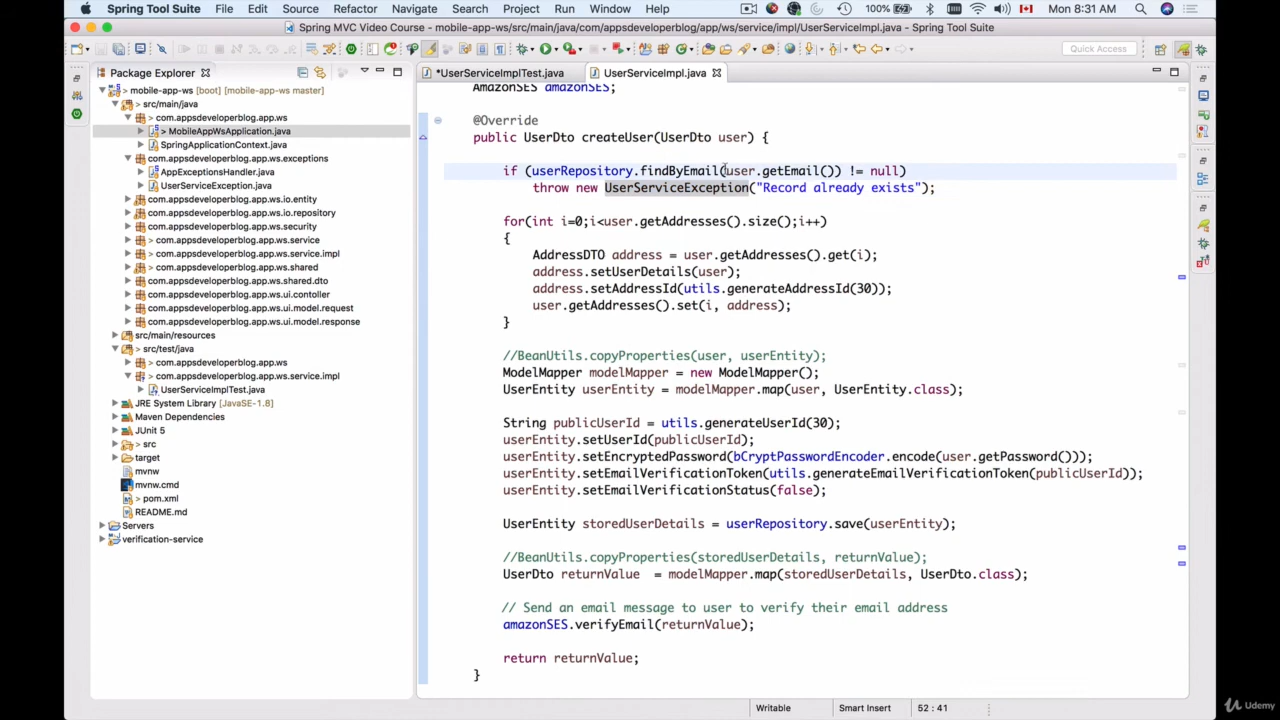 Spring Tool Suite File Edit Source Refactor Navigate Search Project Run Window Help 100% Mon 8:31 AM
Spring MVC Video Course - mobile-app-ws/src/main/java/com/appsdeveloperblog/app/ws/service/impl/UserServiceImpl.java - Spring Tool Suite
Quick Access
Package Explorer
*UserServiceImplTest.java
UserServiceImpl.java
> mobile-app-ws [boot] [mobile-app-ws master]
> src/main/java
> com.appsdeveloperblog.app.ws
> MobileAppWsApplication.java
SpringApplicationContext.java
com.appsdeveloperblog.app.ws.exceptions
AppExceptionsHandler.java
UserServiceException.java
com.appsdeveloperblog.app.ws.io.entity
com.appsdeveloperblog.app.ws.io.repository
com.appsdeveloperblog.app.ws.security
> com.appsdeveloperblog.app.ws.service
> com.appsdeveloperblog.app.ws.service.impl
> com.appsdeveloperblog.app.ws.shared
com.appsdeveloperblog.app.ws.shared.dto
com.appsdeveloperblog.app.ws.ui.contoller
com.appsdeveloperblog.app.ws.ui.model.request
com.appsdeveloperblog.app.ws.ui.model.response
src/main/resources
> src/test/java
> com.appsdeveloperblog.app.ws
> com.appsdeveloperblog.app.ws.service.impl
UserServiceImplTest.java
JRE System Library [JavaSE-1.8]
Maven Dependencies
JUnit 5
> src
target
mvnw
mvnw.cmd
> pom.xml
README.md
Servers
verification-service
AmazonSES amazonSES;
@Override
public UserDto createUser(UserDto user) {
if (userRepository.findByEmail(user.getEmail()) != null)
throw new UserServiceException("Record already exists");
for(int i=0;i<user.getAddresses().size();i++)
{
AddressDTO address = user.getAddresses().get(i);
address.setUserDetails(user);
address.setAddressId(utils.generateAddressId(30));
user.getAddresses().set(i, address);
}
//BeanUtils.copyProperties(user, userEntity);
ModelMapper modelMapper = new ModelMapper();
UserEntity userEntity = modelMapper.map(user, UserEntity.class);
String publicUserId = utils.generateUserId(30);
userEntity.setUserId(publicUserId);
userEntity.setEncryptedPassword(bCryptPasswordEncoder.encode(user.getPassword()));
userEntity.setEmailVerificationToken(utils.generateEmailVerificationToken(publicUserId));
userEntity.setEmailVerificationStatus(false);
UserEntity storedUserDetails = userRepository.save(userEntity);
//BeanUtils.copyProperties(storedUserDetails, returnValue);
UserDto returnValue  = modelMapper.map(storedUserDetails, UserDto.class);
// Send an email message to user to verify their email address
amazonSES.verifyEmail(returnValue);
return returnValue;
}
Writable Smart Insert 52 : 41
Udemy